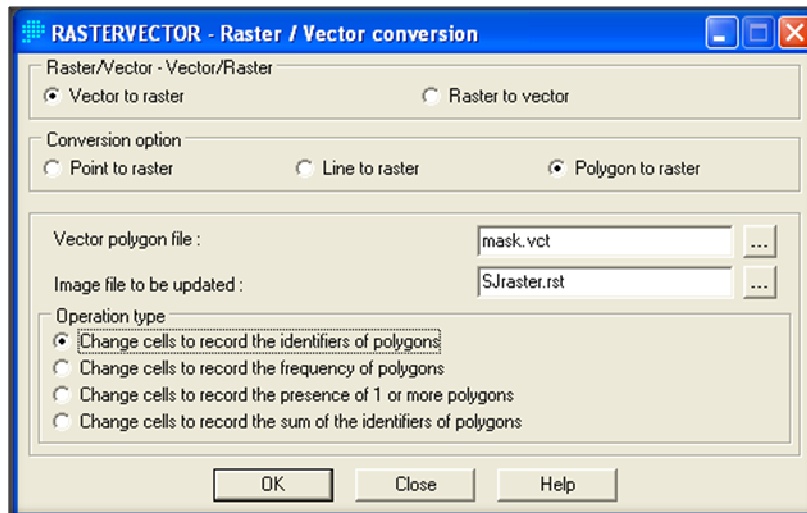 RASTERVECTOR - Raster / Vector conversion
Raster/Vector - Vector/Raster
Vector to raster Raster to vector
Conversion option
Point to raster Line to raster Polygon to raster
Vector polygon file : mask.vct ...
Image file to be updated : SJraster.rst ...
Operation type
Change cells to record the identifiers of polygons
Change cells to record the frequency of polygons
Change cells to record the presence of 1 or more polygons
Change cells to record the sum of the identifiers of polygons
OK Close Help